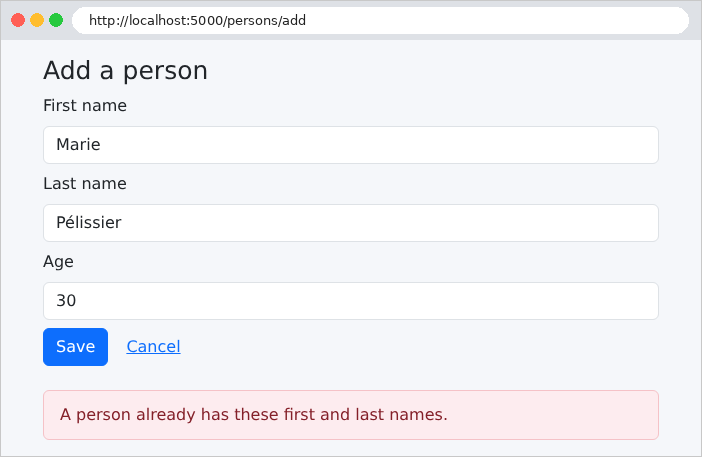 http://localhost:5000/persons/add
Add a person
First name
Marie
Last name
Pélissier
Age
30
Save Cancel
A person already has these first and last names.